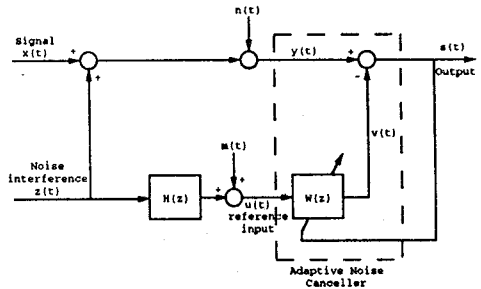 n(t)
Signal
x(t)
+
+
y(t)
+
-
s(t)
Output
v(t)
Noise
interference
z(t)
m(t)
H(z)
+
+
u(t)
reference
input
W(z)
Adaptive Noise
Canceller